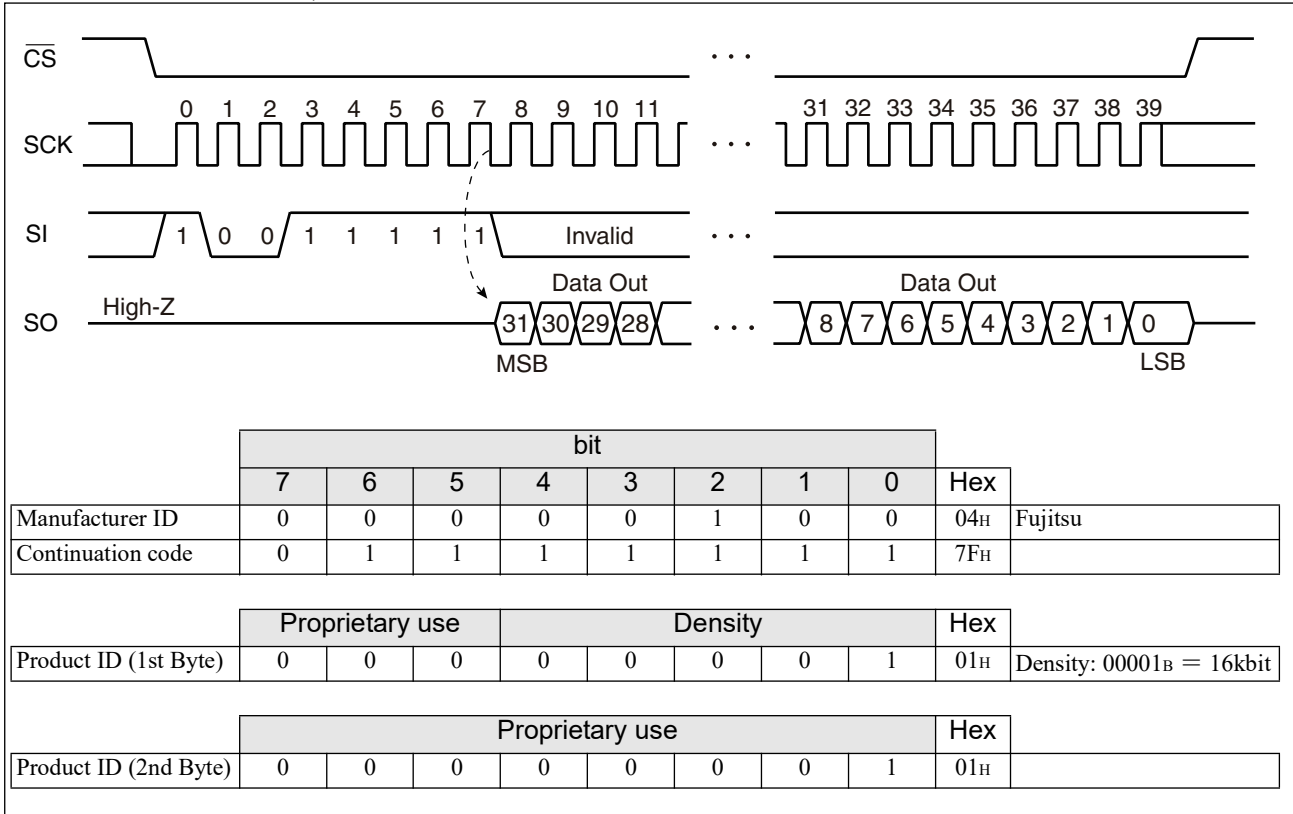 CS
0 1 2 3 4 5 6 7 8 9 10 11 31 32 33 34 35 36 37 38 39
SCK
SI 1 0 0 1 1 1 1 1 Invalid
Data Out Data Out
High-Z
SO 31 30 29 28 8 7 6 5 4 3 2 1 0
MSB LSB
bit
7 6 5 4 3 2 1 0 Hex
Manufacturer ID 0 0 0 0 0 1 0 0 04H Fujitsu
Continuation code 0 1 1 1 1 1 1 1 7FH
Proprietary use Density Hex
Product ID (1st Byte) 0 0 0 0 0 0 0 1 01H Density: 00001B = 16kbit
Proprietary use Hex
Product ID (2nd Byte) 0 0 0 0 0 0 0 1 01H